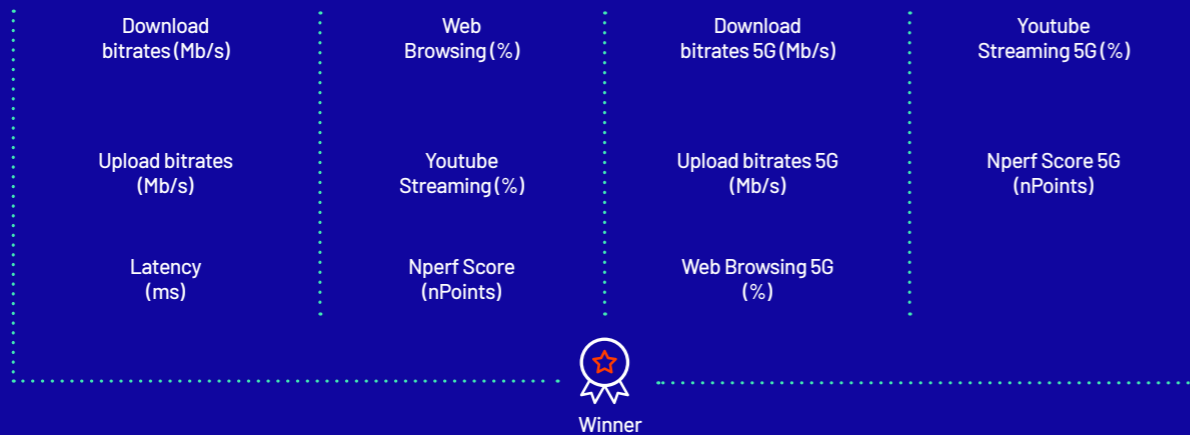 Download
bitrates (Mb/s)
Web
Browsing (%)
Download
bitrates 5G (Mb/s)
Youtube
Streaming 5G (%)
Upload bitrates
(Mb/s)
Youtube
Streaming (%)
Upload bitrates 5G
(Mb/s)
Nperf Score 5G
(nPoints)
Latency
(ms)
Nperf Score
(nPoints)
Web Browsing 5G
(%)
Winner